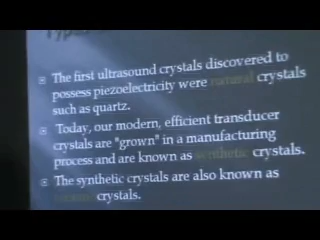 The first ultrasound crystals discovered to
possess piezoelectricity were natural crystals
such as quartz.
Today, our modern, efficient transducer
crystals are "grown" in a manufacturing
process and are known as synthetic crystals.
The synthetic crystals are also known as
crystals.